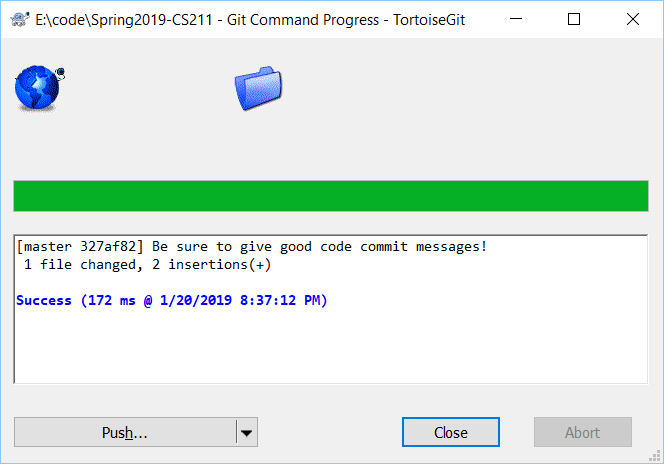 E:\code\Spring2019-CS211 - Git Command Progress - TortoiseGit
[master 327af82] Be sure to give good code commit messages!
 1 file changed, 2 insertions(+)
Success (172 ms @ 1/20/2019 8:37:12 PM)
Push...
Close
Abort